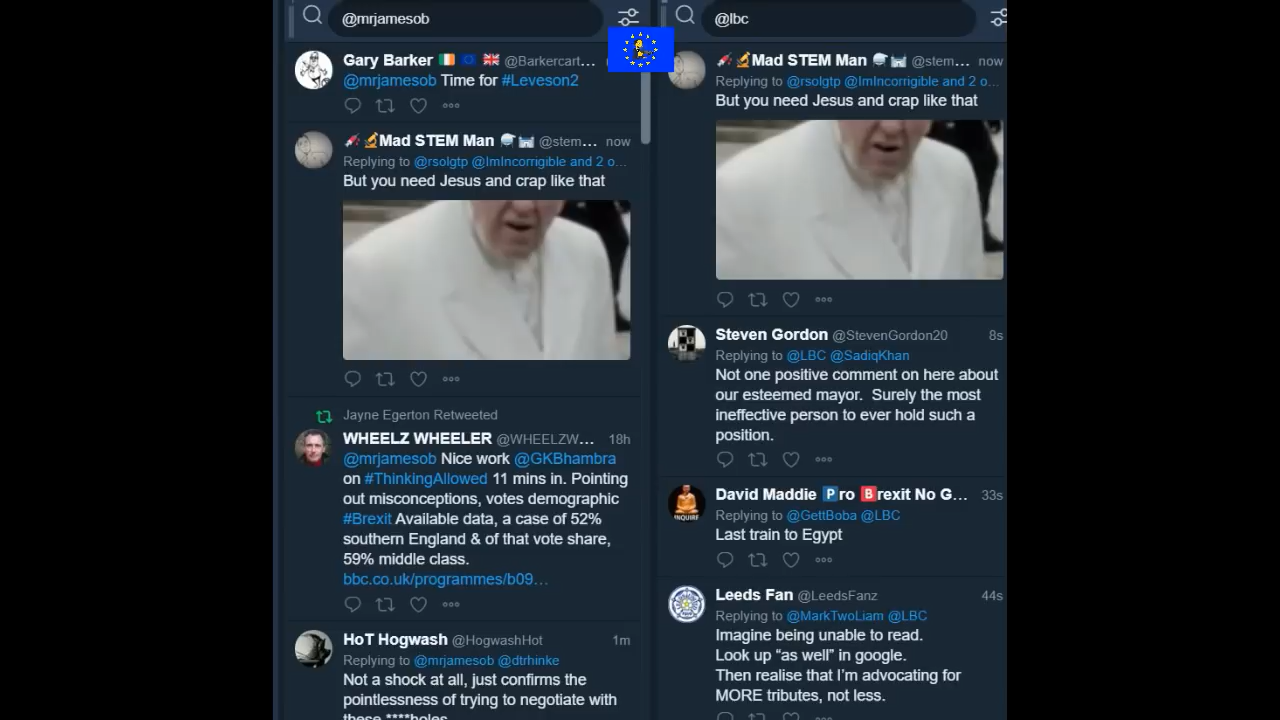 @mrjamesob
Gary Barker @Barkercart...
@mrjamesob Time for #Leveson2
Mad STEM Man @stem... now
Replying to @rsolgtp @ImIncorrigible and 2 o...
But you need Jesus and crap like that
Jayne Egerton Retweeted
WHEELZ WHEELER @WHEELZW... 18h
@mrjamesob Nice work @GKBhambra
on #ThinkingAllowed 11 mins in. Pointing
out misconceptions, votes demographic
#Brexit Available data, a case of 52%
southern England & of that vote share,
59% middle class.
bbc.co.uk/programmes/b09...
HoT Hogwash @HogwashHot 1m
Replying to @mrjamesob @dtrhinke
Not a shock at all, just confirms the
pointlessness of trying to negotiate with
these ****holes
@lbc
Mad STEM Man @stem... now
Replying to @rsolgtp @ImIncorrigible and 2 o...
But you need Jesus and crap like that
Steven Gordon @StevenGordon20 8s
Replying to @LBC @SadiqKhan
Not one positive comment on here about
our esteemed mayor. Surely the most
ineffective person to ever hold such a
position.
David Maddie Pro Brexit No G... 33s
Replying to @GettBoba @LBC
Last train to Egypt
INQUIRE
Leeds Fan @LeedsFanz 44s
Replying to @MarkTwoLiam @LBC
Imagine being unable to read.
Look up “as well” in google.
Then realise that I'm advocating for
MORE tributes, not less.